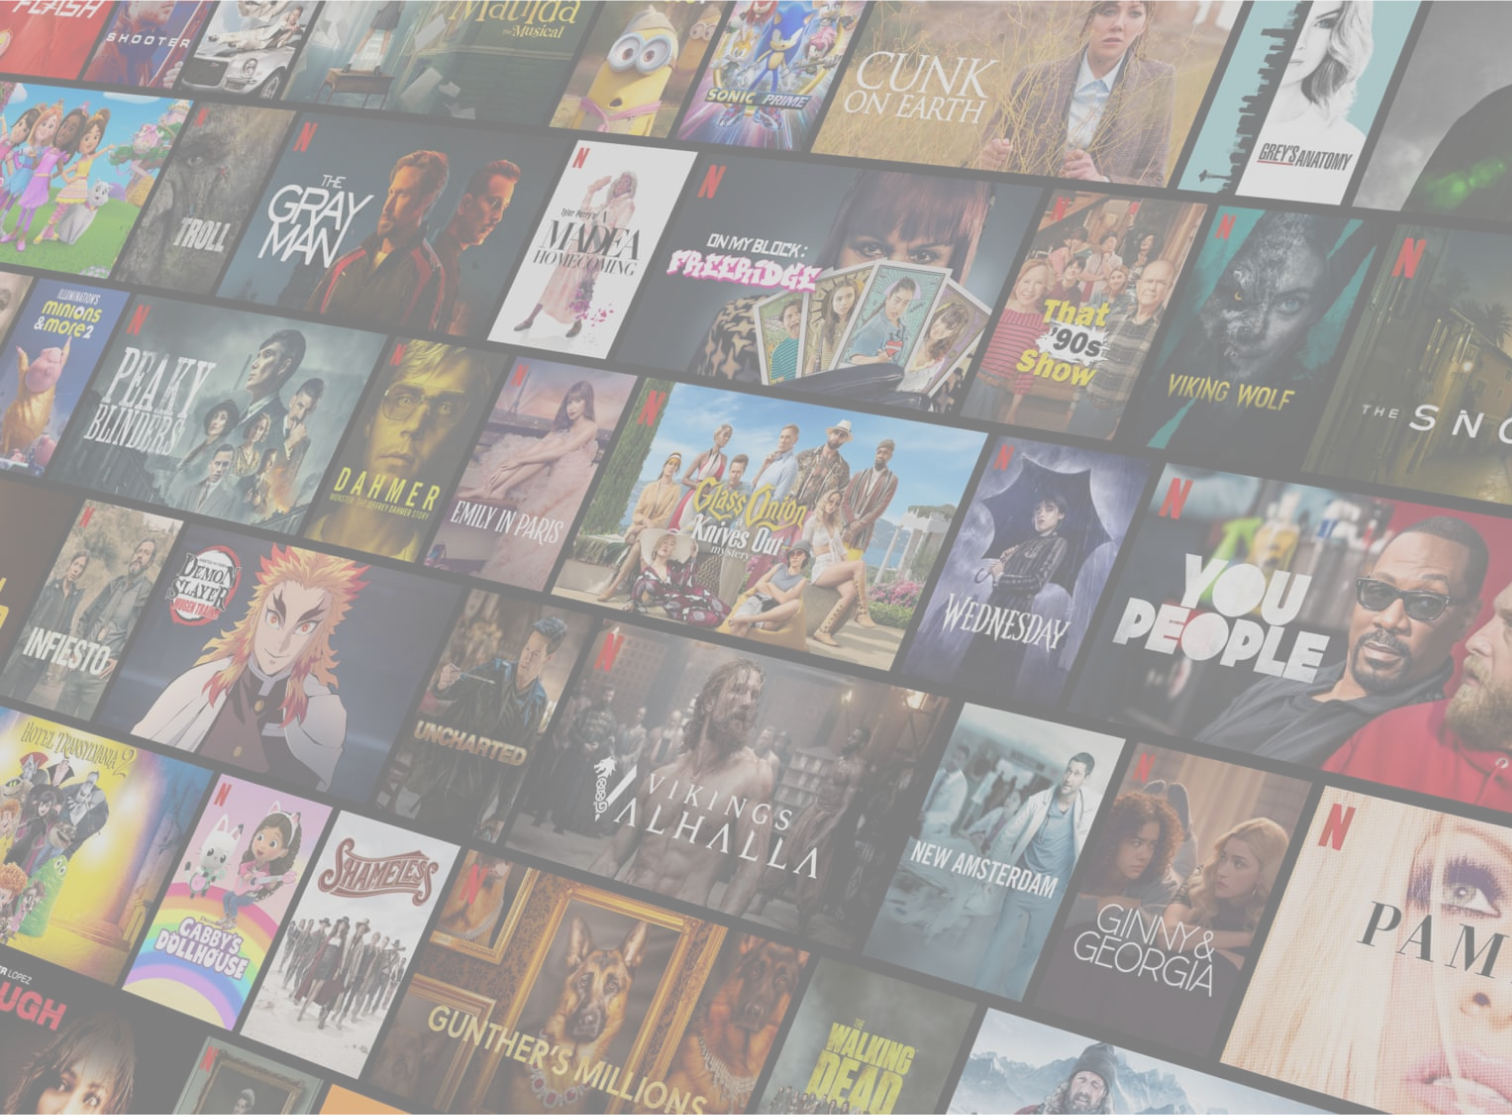 FLASH
SHOOTER
Matilda
the Musical
SONIC PRIME
CUNK
ON EARTH
GREY'S ANATOMY
TROLL
THE
GRAY
MAN
Tyler Perry's
A
MADEA
HOMECOMING
ON MY BLOCK:
FREERIDGE
That
'90s
Show
VIKING WOLF
THE SNO
ILLUMINATION'S
minions
& more 2
PEAKY
BLINDERS
DAHMER
MONSTER: THE JEFFREY DAHMER STORY
EMILY IN PARIS
Glass Onion
Knives Out
mystery
WEDNESDAY
YOU
PEOPLE
INFIESTO
DEMON
SLAYER
MUGEN TRAIN
UNCHARTED
VIKINGS
VALHALLA
NEW AMSTERDAM
GINNY &
GEORGIA
PAM
HOTEL TRANSYLVANIA 2
GABBY'S
DOLLHOUSE
SHAMELESS
GUNTHER'S MILLIONS
THE
WALKING
DEAD
ER LOPEZ
UGH